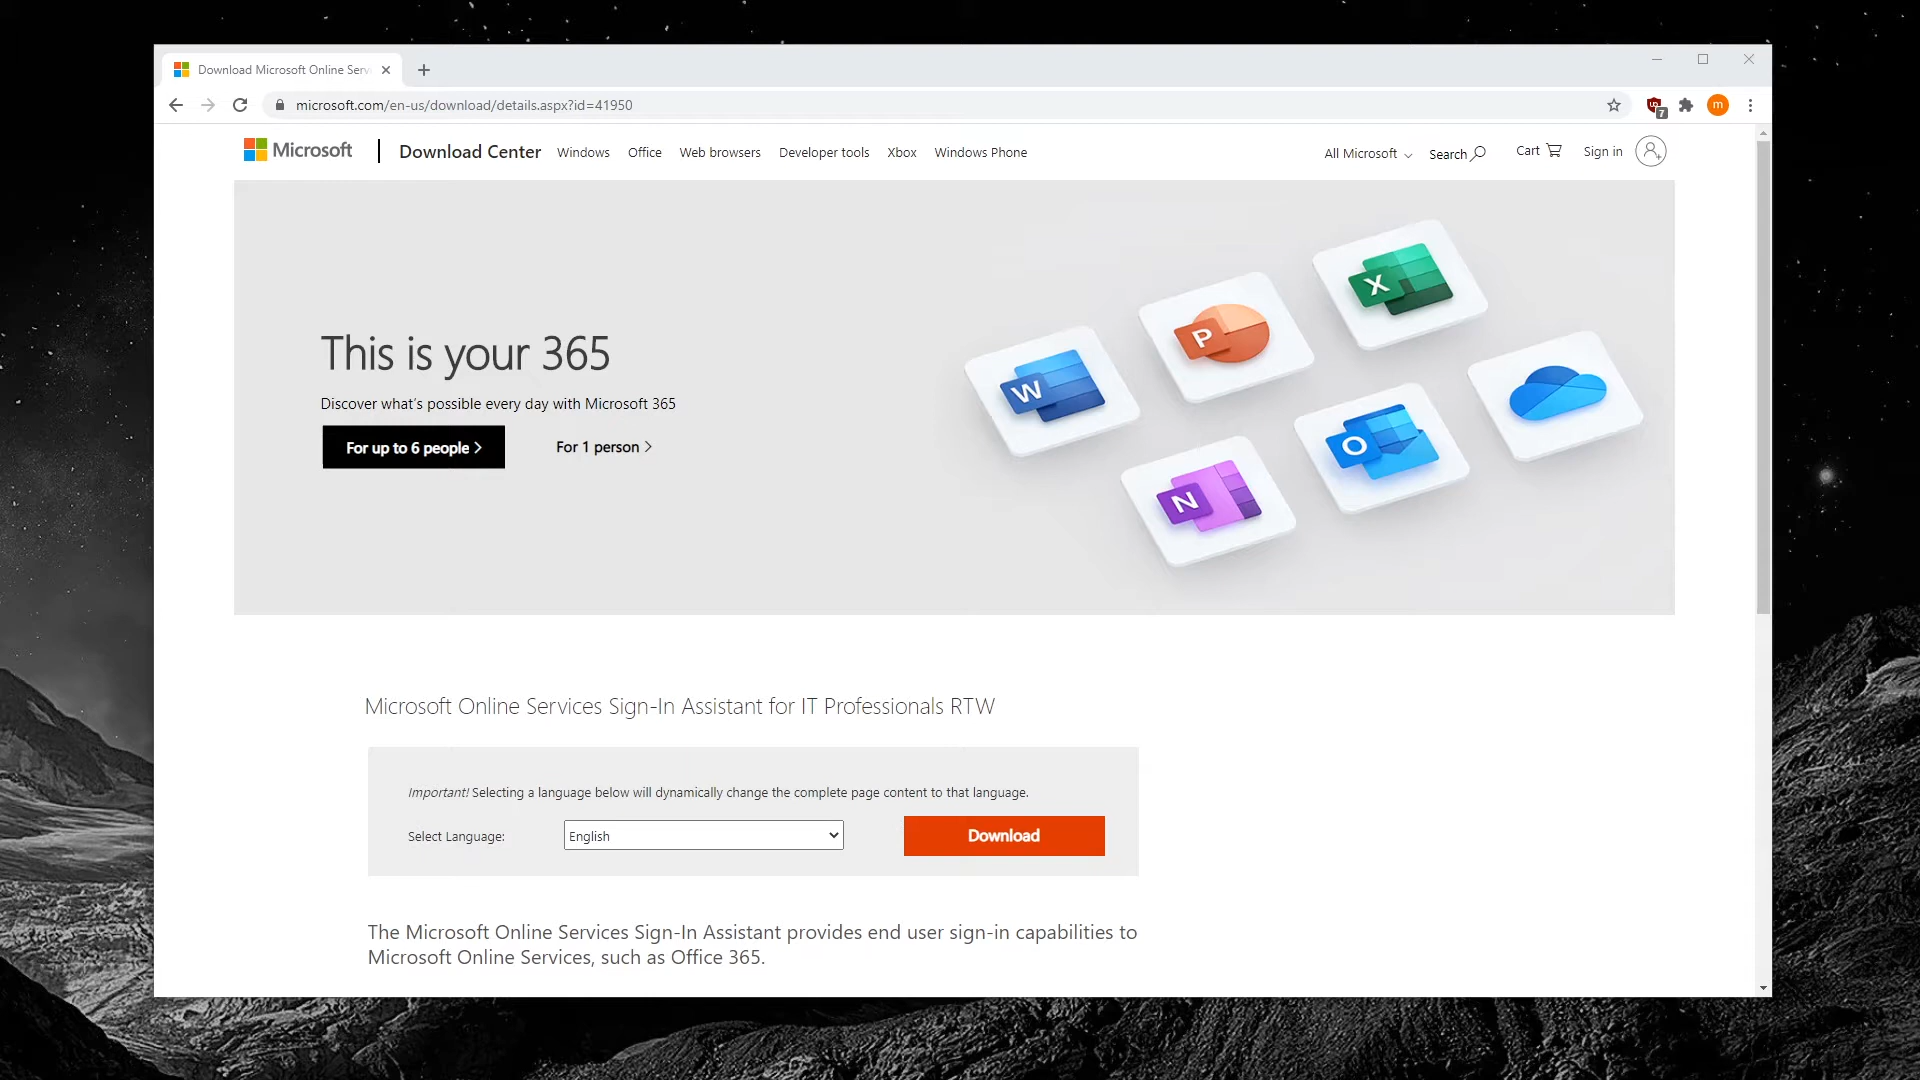 Download Microsoft Online Serv
microsoft.com/en-us/download/details.aspx?id=41950
7
m
Microsoft
Download Center
Windows
Office
Web browsers
Developer tools
Xbox
Windows Phone
All Microsoft
Search
Cart
Sign in
This is your 365
Discover what's possible every day with Microsoft 365
For up to 6 people >
For 1 person >
W
P
X
N
O
Microsoft Online Services Sign-In Assistant for IT Professionals RTW
Important! Selecting a language below will dynamically change the complete page content to that language.
Select Language:
English
Download
The Microsoft Online Services Sign-In Assistant provides end user sign-in capabilities to
Microsoft Online Services, such as Office 365.